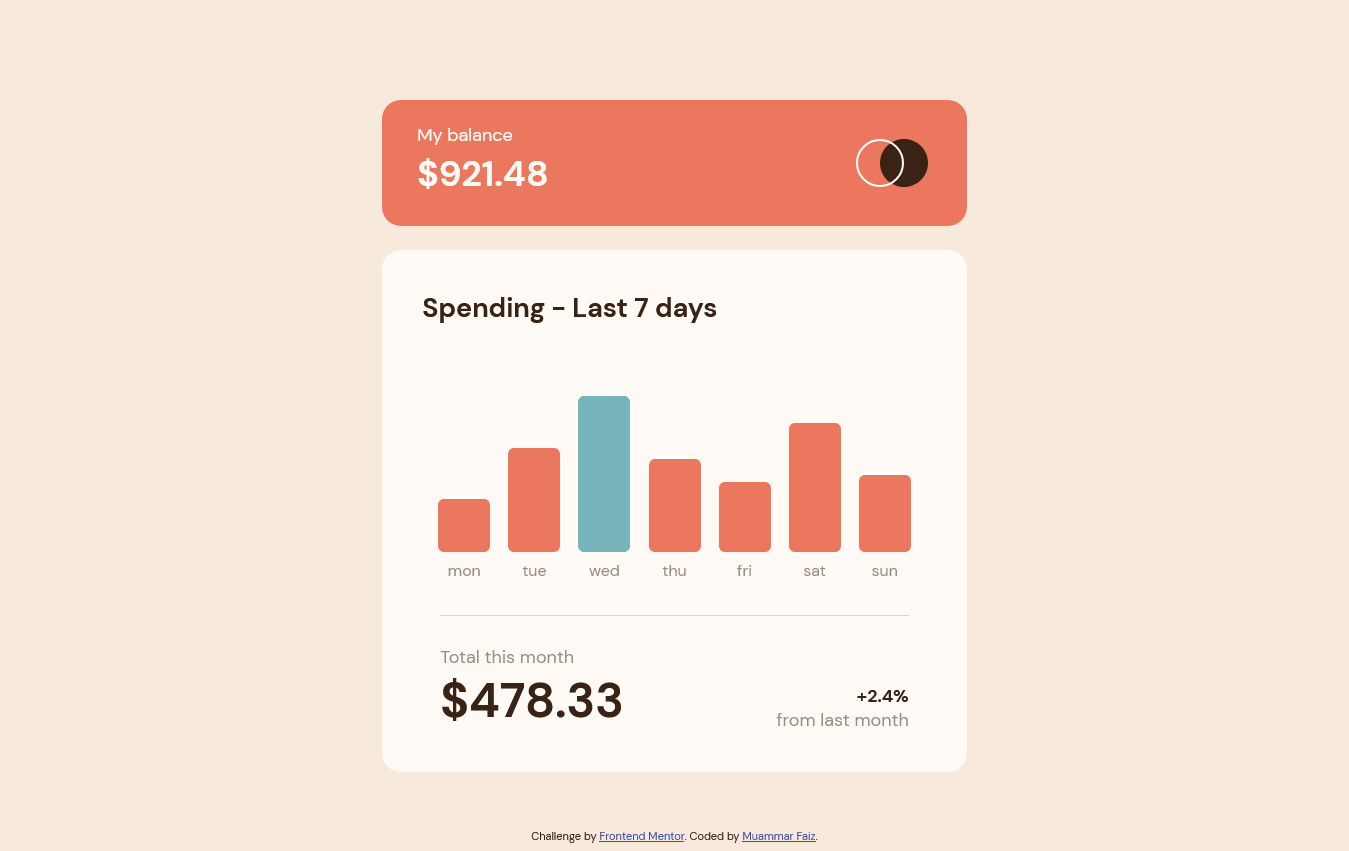 My balance
$921.48
Spending - Last 7 days
mon tue wed thu fri sat sun
Total this month
$478.33
+2.4%
from last month
Challenge by Frontend Mentor. Coded by Muammar Faiz.